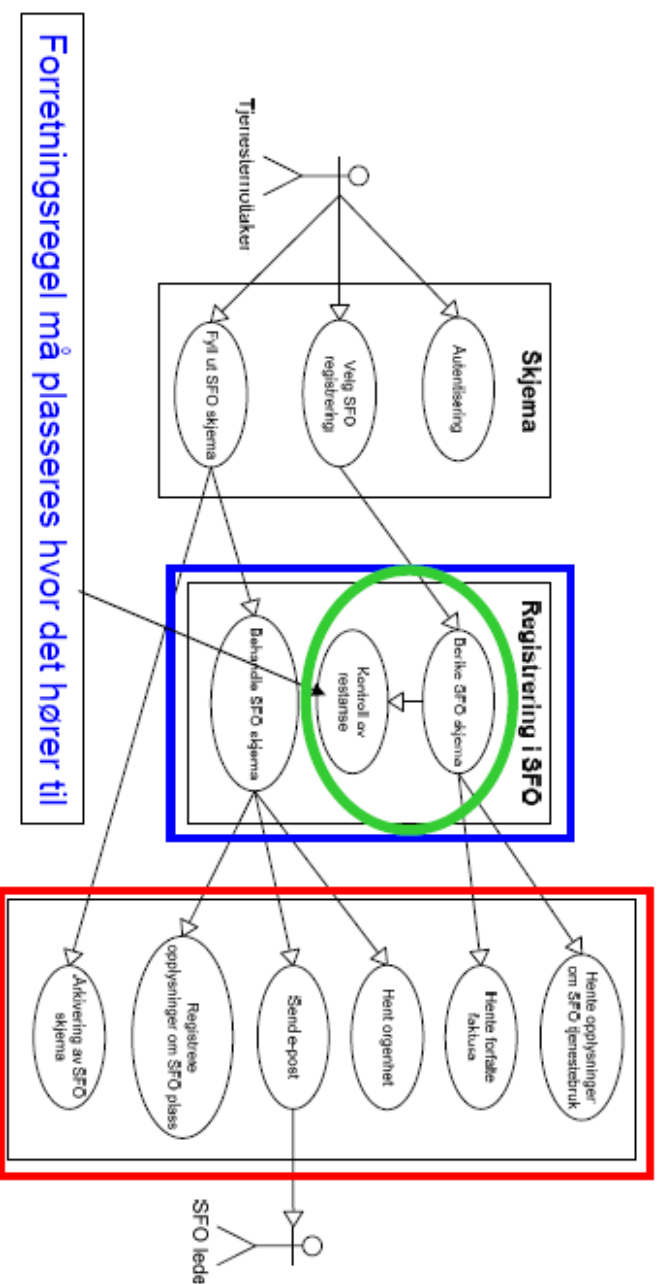 Skjema
Autentisering
Velg SFO
registrering
Fyll ut SFO skjema
Tjenestemottaker
Registrering i SFO
Berike SFO skjema
Kontroll av
restanse
Behandle SFO skjema
Hente opplysninger
om SFO tjenestebruk
Hente forfalte
faktura
Hent orgenhet
Send e-post
Registrere
opplysninger om SFO plass
Arkivering av SFO
skjema
SFO lede
Forretningsregel må plasseres hvor det hører til